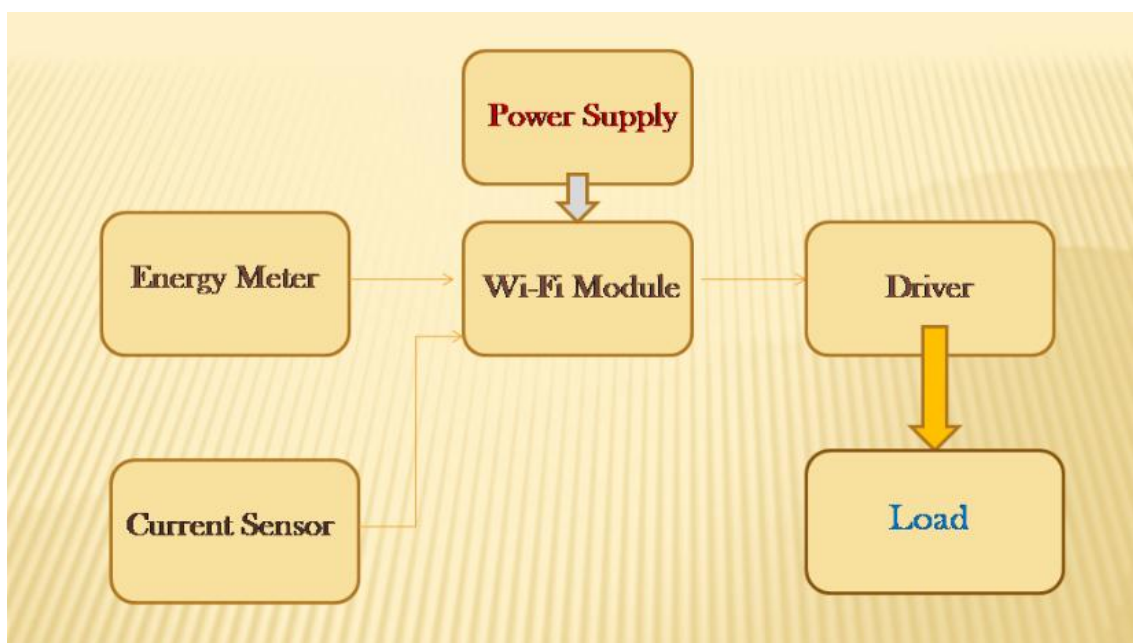 Power Supply
Energy Meter
Wi-Fi Module
Driver
Current Sensor
Load